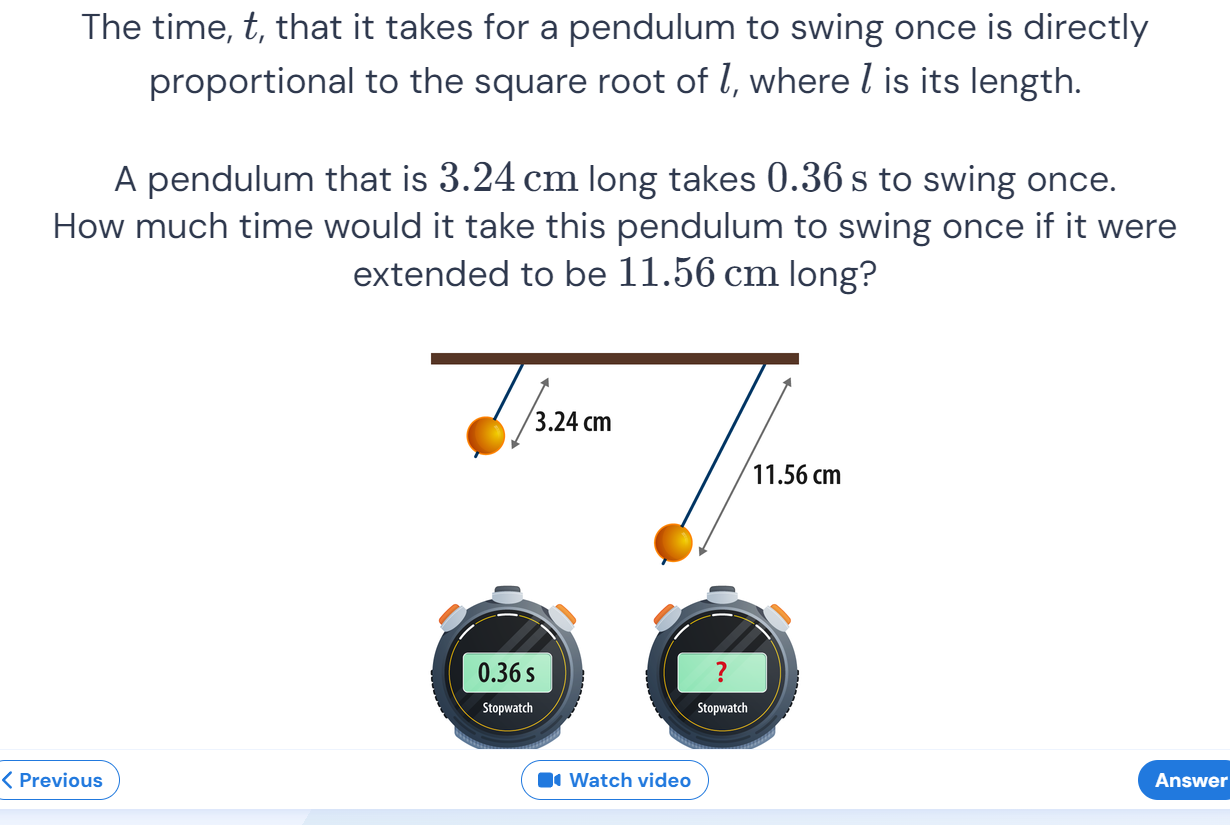 The time, t, that it takes for a pendulum to swing once is directly
proportional to the square root of l, where l is its length.
A pendulum that is 3.24 cm long takes 0.36 s to swing once.
How much time would it take this pendulum to swing once if it were
extended to be 11.56 cm long?
3.24 cm
11.56 cm
0.36 s
Stopwatch
?
Stopwatch
Previous
Watch video
Answer